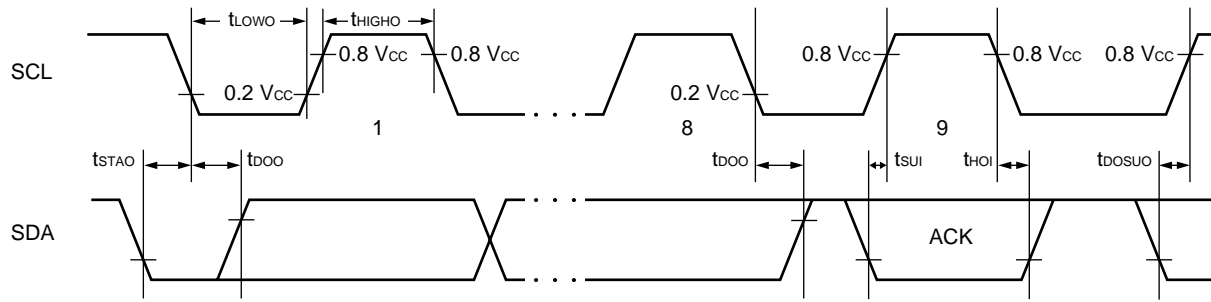 tLOWO tHIGHO
SCL 0.8 VCC 0.8 VCC 0.8 VCC 0.8 VCC 0.8 VCC
0.2 VCC 0.2 VCC
1 . . . 8 9
tSTAO tDOO tDOO tSUI tHOI tDOSUO
. . .
SDA ACK
. . .